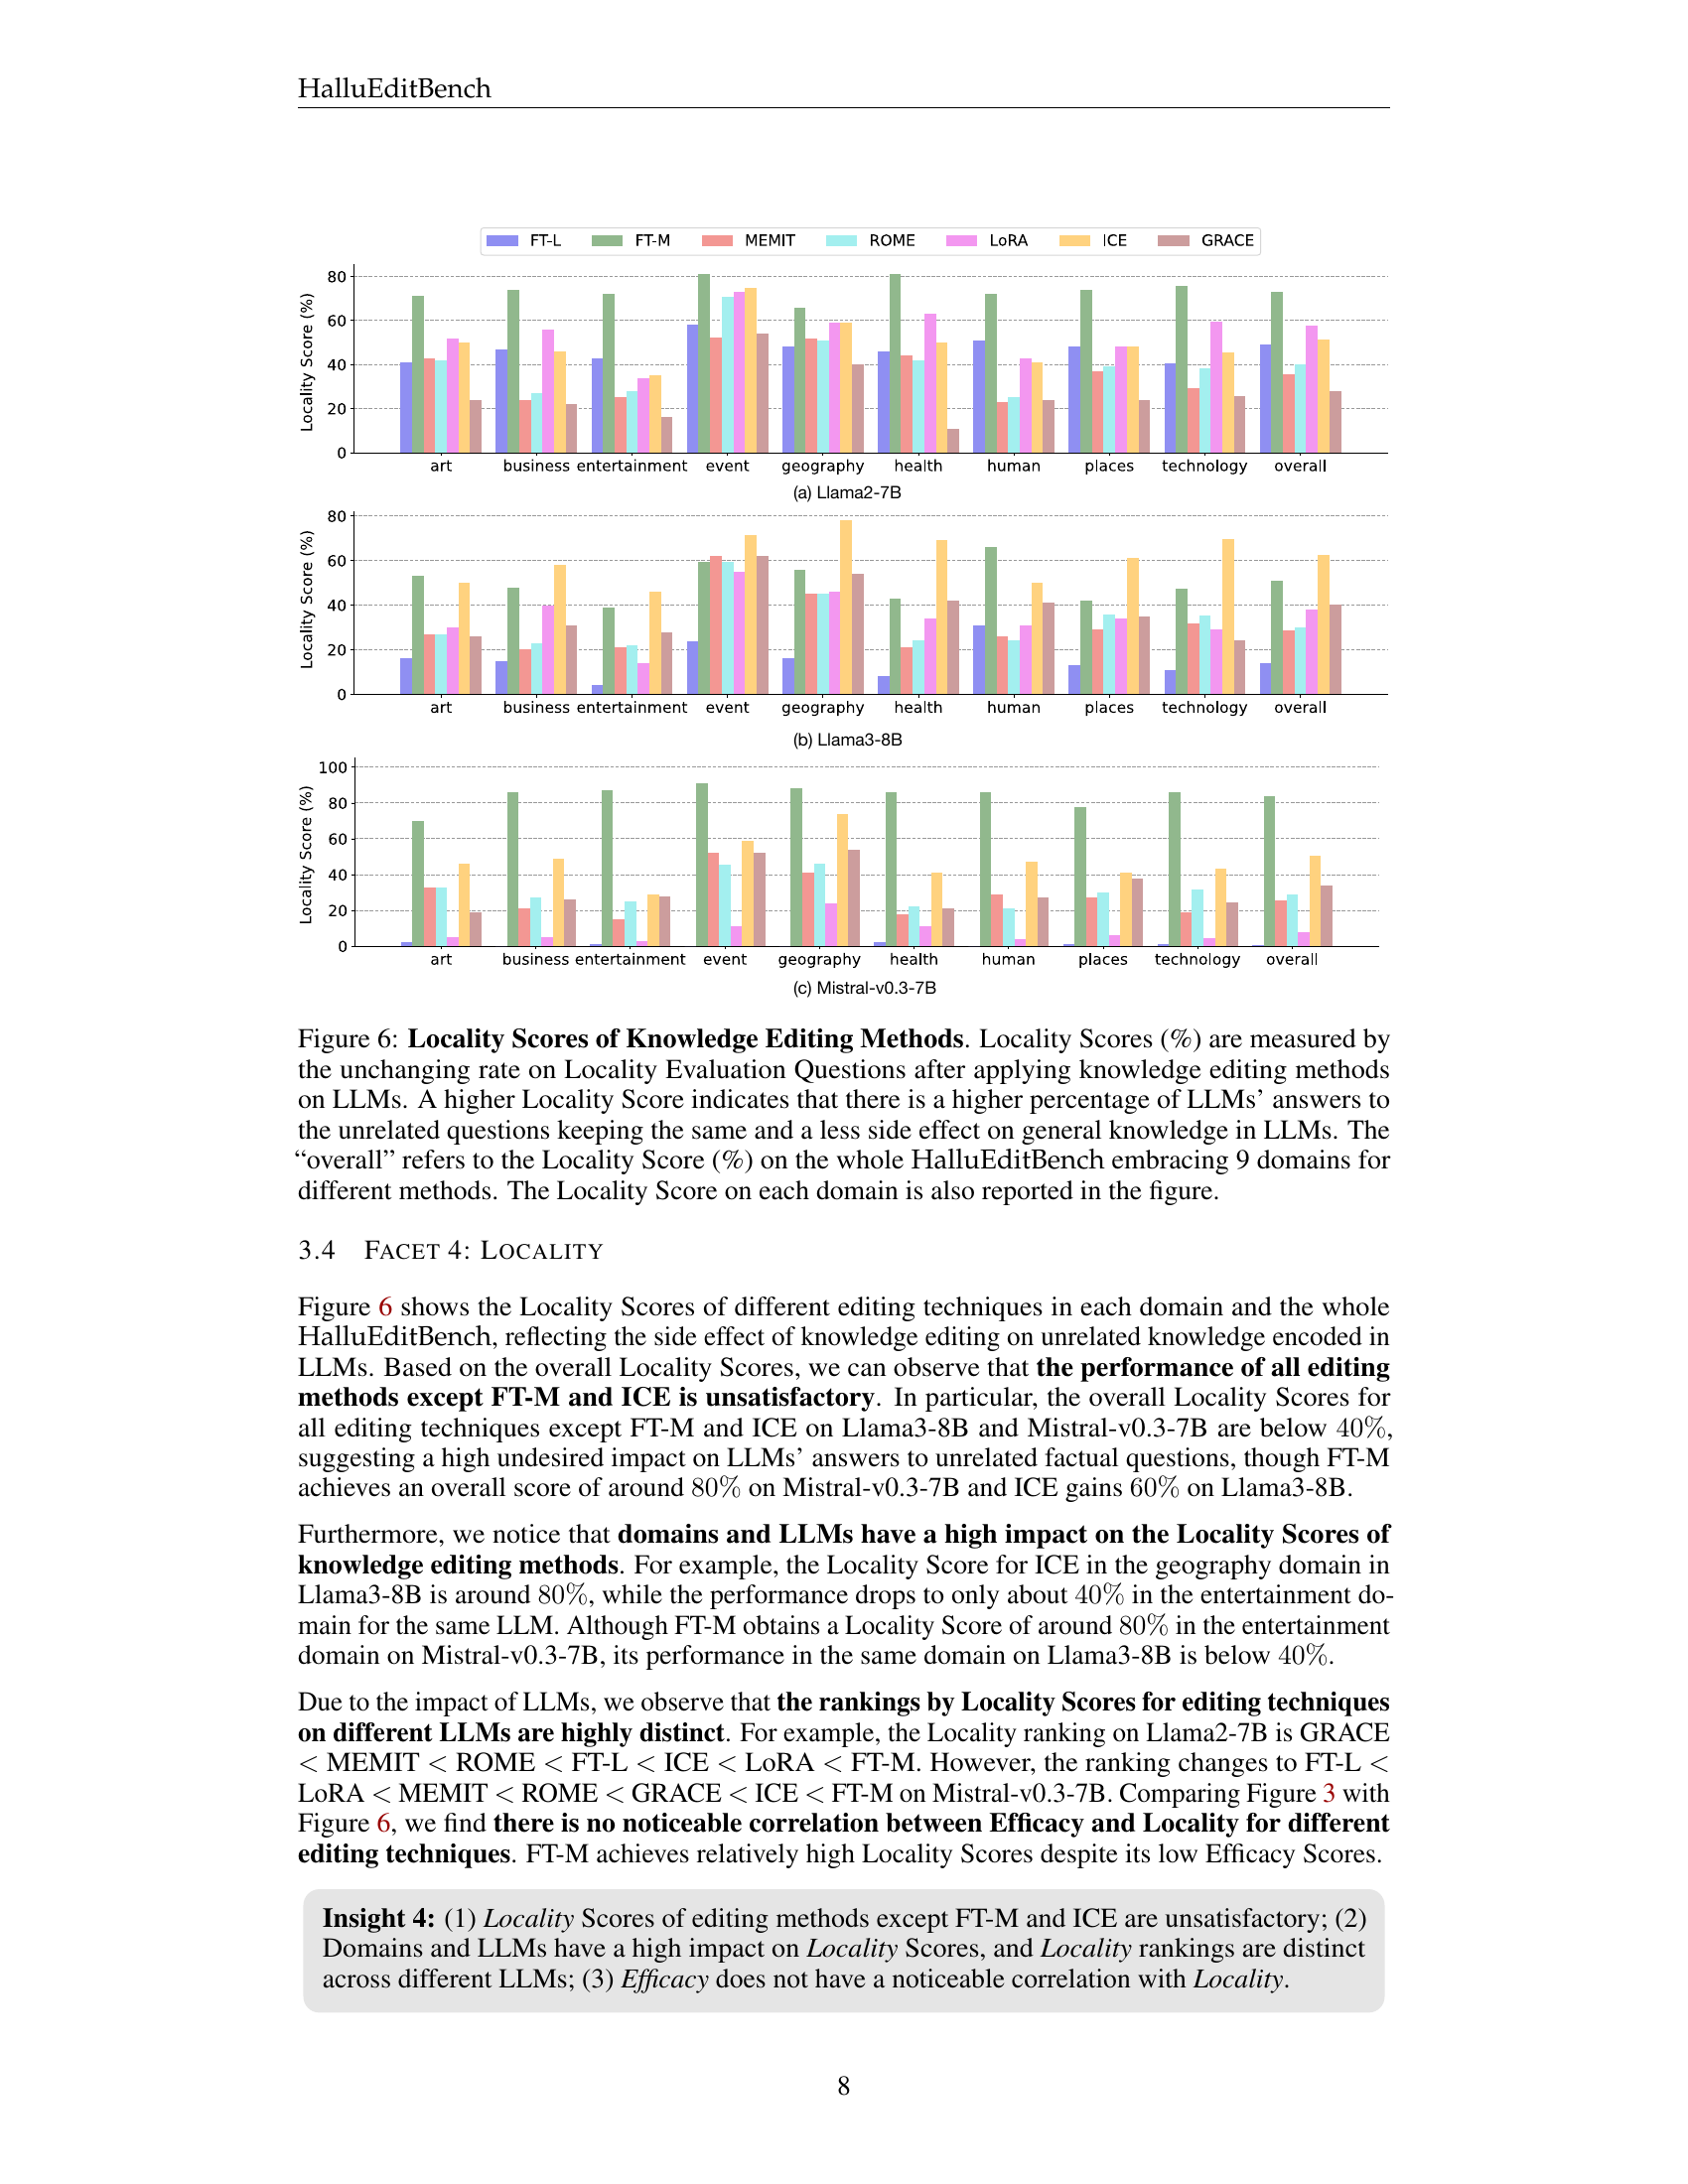 HalluEditBench
FT-L FT-M MEMIT ROME LoRA ICE GRACE
Locality Score (%)
80
60
40
20
0
art business entertainment event geography health human places technology overall
(a) Llama2-7B
Locality Score (%)
80
60
40
20
0
art business entertainment event geography health human places technology overall
(b) Llama3-8B
Locality Score (%)
100
80
60
40
20
0
art business entertainment event geography health human places technology overall
(c) Mistral-v0.3-7B
Figure 6: Locality Scores of Knowledge Editing Methods. Locality Scores (%) are measured by
the unchanging rate on Locality Evaluation Questions after applying knowledge editing methods
on LLMs. A higher Locality Score indicates that there is a higher percentage of LLMs’ answers to
the unrelated questions keeping the same and a less side effect on general knowledge in LLMs. The
“overall” refers to the Locality Score (%) on the whole HalluEditBench embracing 9 domains for
different methods. The Locality Score on each domain is also reported in the figure.
3.4 FACET 4: LOCALITY
Figure 6 shows the Locality Scores of different editing techniques in each domain and the whole
HalluEditBench, reflecting the side effect of knowledge editing on unrelated knowledge encoded in
LLMs. Based on the overall Locality Scores, we can observe that the performance of all editing
methods except FT-M and ICE is unsatisfactory. In particular, the overall Locality Scores for
all editing techniques except FT-M and ICE on Llama3-8B and Mistral-v0.3-7B are below 40%,
suggesting a high undesired impact on LLMs’ answers to unrelated factual questions, though FT-M
achieves an overall score of around 80% on Mistral-v0.3-7B and ICE gains 60% on Llama3-8B.
Furthermore, we notice that domains and LLMs have a high impact on the Locality Scores of
knowledge editing methods. For example, the Locality Score for ICE in the geography domain in
Llama3-8B is around 80%, while the performance drops to only about 40% in the entertainment do-
main for the same LLM. Although FT-M obtains a Locality Score of around 80% in the entertainment
domain on Mistral-v0.3-7B, its performance in the same domain on Llama3-8B is below 40%.
Due to the impact of LLMs, we observe that the rankings by Locality Scores for editing techniques
on different LLMs are highly distinct. For example, the Locality ranking on Llama2-7B is GRACE
< MEMIT < ROME < FT-L < ICE < LoRA < FT-M. However, the ranking changes to FT-L <
LoRA < MEMIT < ROME < GRACE < ICE < FT-M on Mistral-v0.3-7B. Comparing Figure 3 with
Figure 6, we find there is no noticeable correlation between Efficacy and Locality for different
editing techniques. FT-M achieves relatively high Locality Scores despite its low Efficacy Scores.
Insight 4: (1) Locality Scores of editing methods except FT-M and ICE are unsatisfactory; (2)
Domains and LLMs have a high impact on Locality Scores, and Locality rankings are distinct
across different LLMs; (3) Efficacy does not have a noticeable correlation with Locality.
8